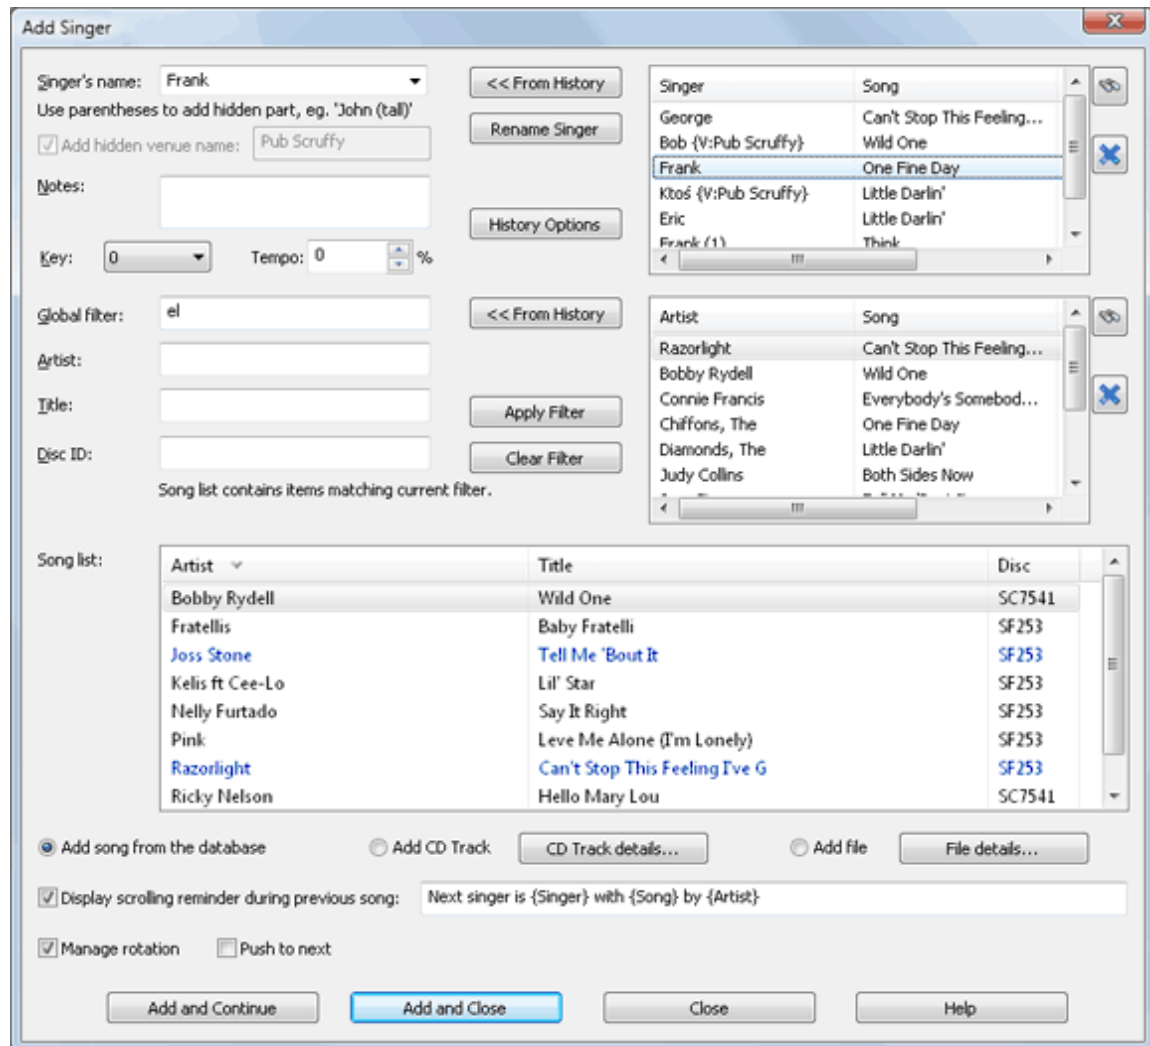 Add Singer
Singer's name: Frank << From History
Use parentheses to add hidden part, eg. 'John (tall)'
Rename Singer
Add hidden venue name: Pub Scruffy
Notes:
History Options
Key: 0 Tempo: 0 %
Singer Song
George Can't Stop This Feeling...
Bob {V:Pub Scruffy} Wild One
Frank One Fine Day
Ktoś {V:Pub Scruffy} Little Darlin'
Eric Little Darlin'
Frank (1) Think
Global filter: el << From History
Artist:
Title: Apply Filter
Disc ID: Clear Filter
Song list contains items matching current filter.
Artist Song
Razorlight Can't Stop This Feeling...
Bobby Rydell Wild One
Connie Francis Everybody's Somebod...
Chiffons, The One Fine Day
Diamonds, The Little Darlin'
Judy Collins Both Sides Now
Song list:
Artist Title Disc
Bobby Rydell Wild One SC7541
Fratellis Baby Fratelli SF253
Joss Stone Tell Me 'Bout It SF253
Kelis ft Cee-Lo Lil' Star SF253
Nelly Furtado Say It Right SF253
Pink Leve Me Alone (I'm Lonely) SF253
Razorlight Can't Stop This Feeling I've G SF253
Ricky Nelson Hello Mary Lou SC7541
Add song from the database Add CD Track CD Track details... Add file File details...
Display scrolling reminder during previous song: Next singer is {Singer} with {Song} by {Artist}
Manage rotation Push to next
Add and Continue Add and Close Close Help